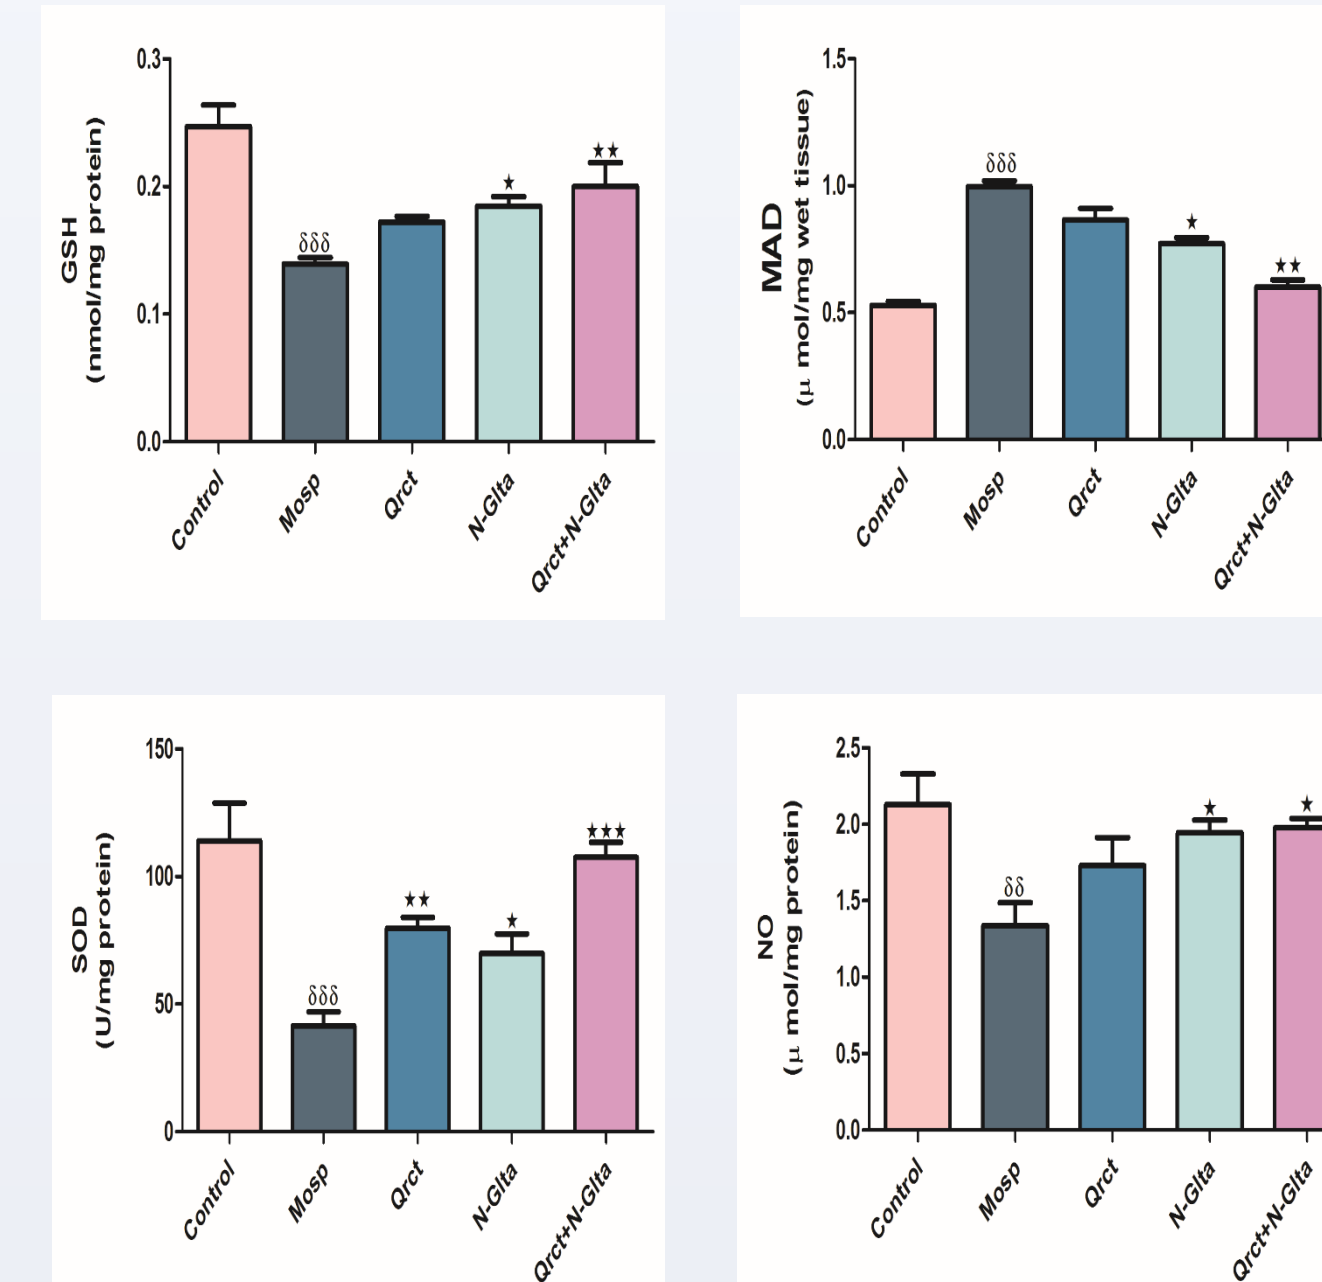 GSH
(nmol/mg protein)
0.3
0.2
0.1
0.0
δδδ
★
★★
Control
Mosp
Qrct
N-Glta
Qrct+N-Glta
MAD
(μ mol/mg wet tissue)
1.5
1.0
0.5
0.0
δδδ
★
★★
Control
Mosp
Qrct
N-Glta
Qrct+N-Glta
SOD
(U/mg protein)
150
100
50
0
δδδ
★★
★
★★★
Control
Mosp
Qrct
N-Glta
Qrct+N-Glta
NO
(μ mol/mg protein)
2.5
2.0
1.5
1.0
0.5
0.0
δδ
★
★
Control
Mosp
Qrct
N-Glta
Qrct+N-Glta